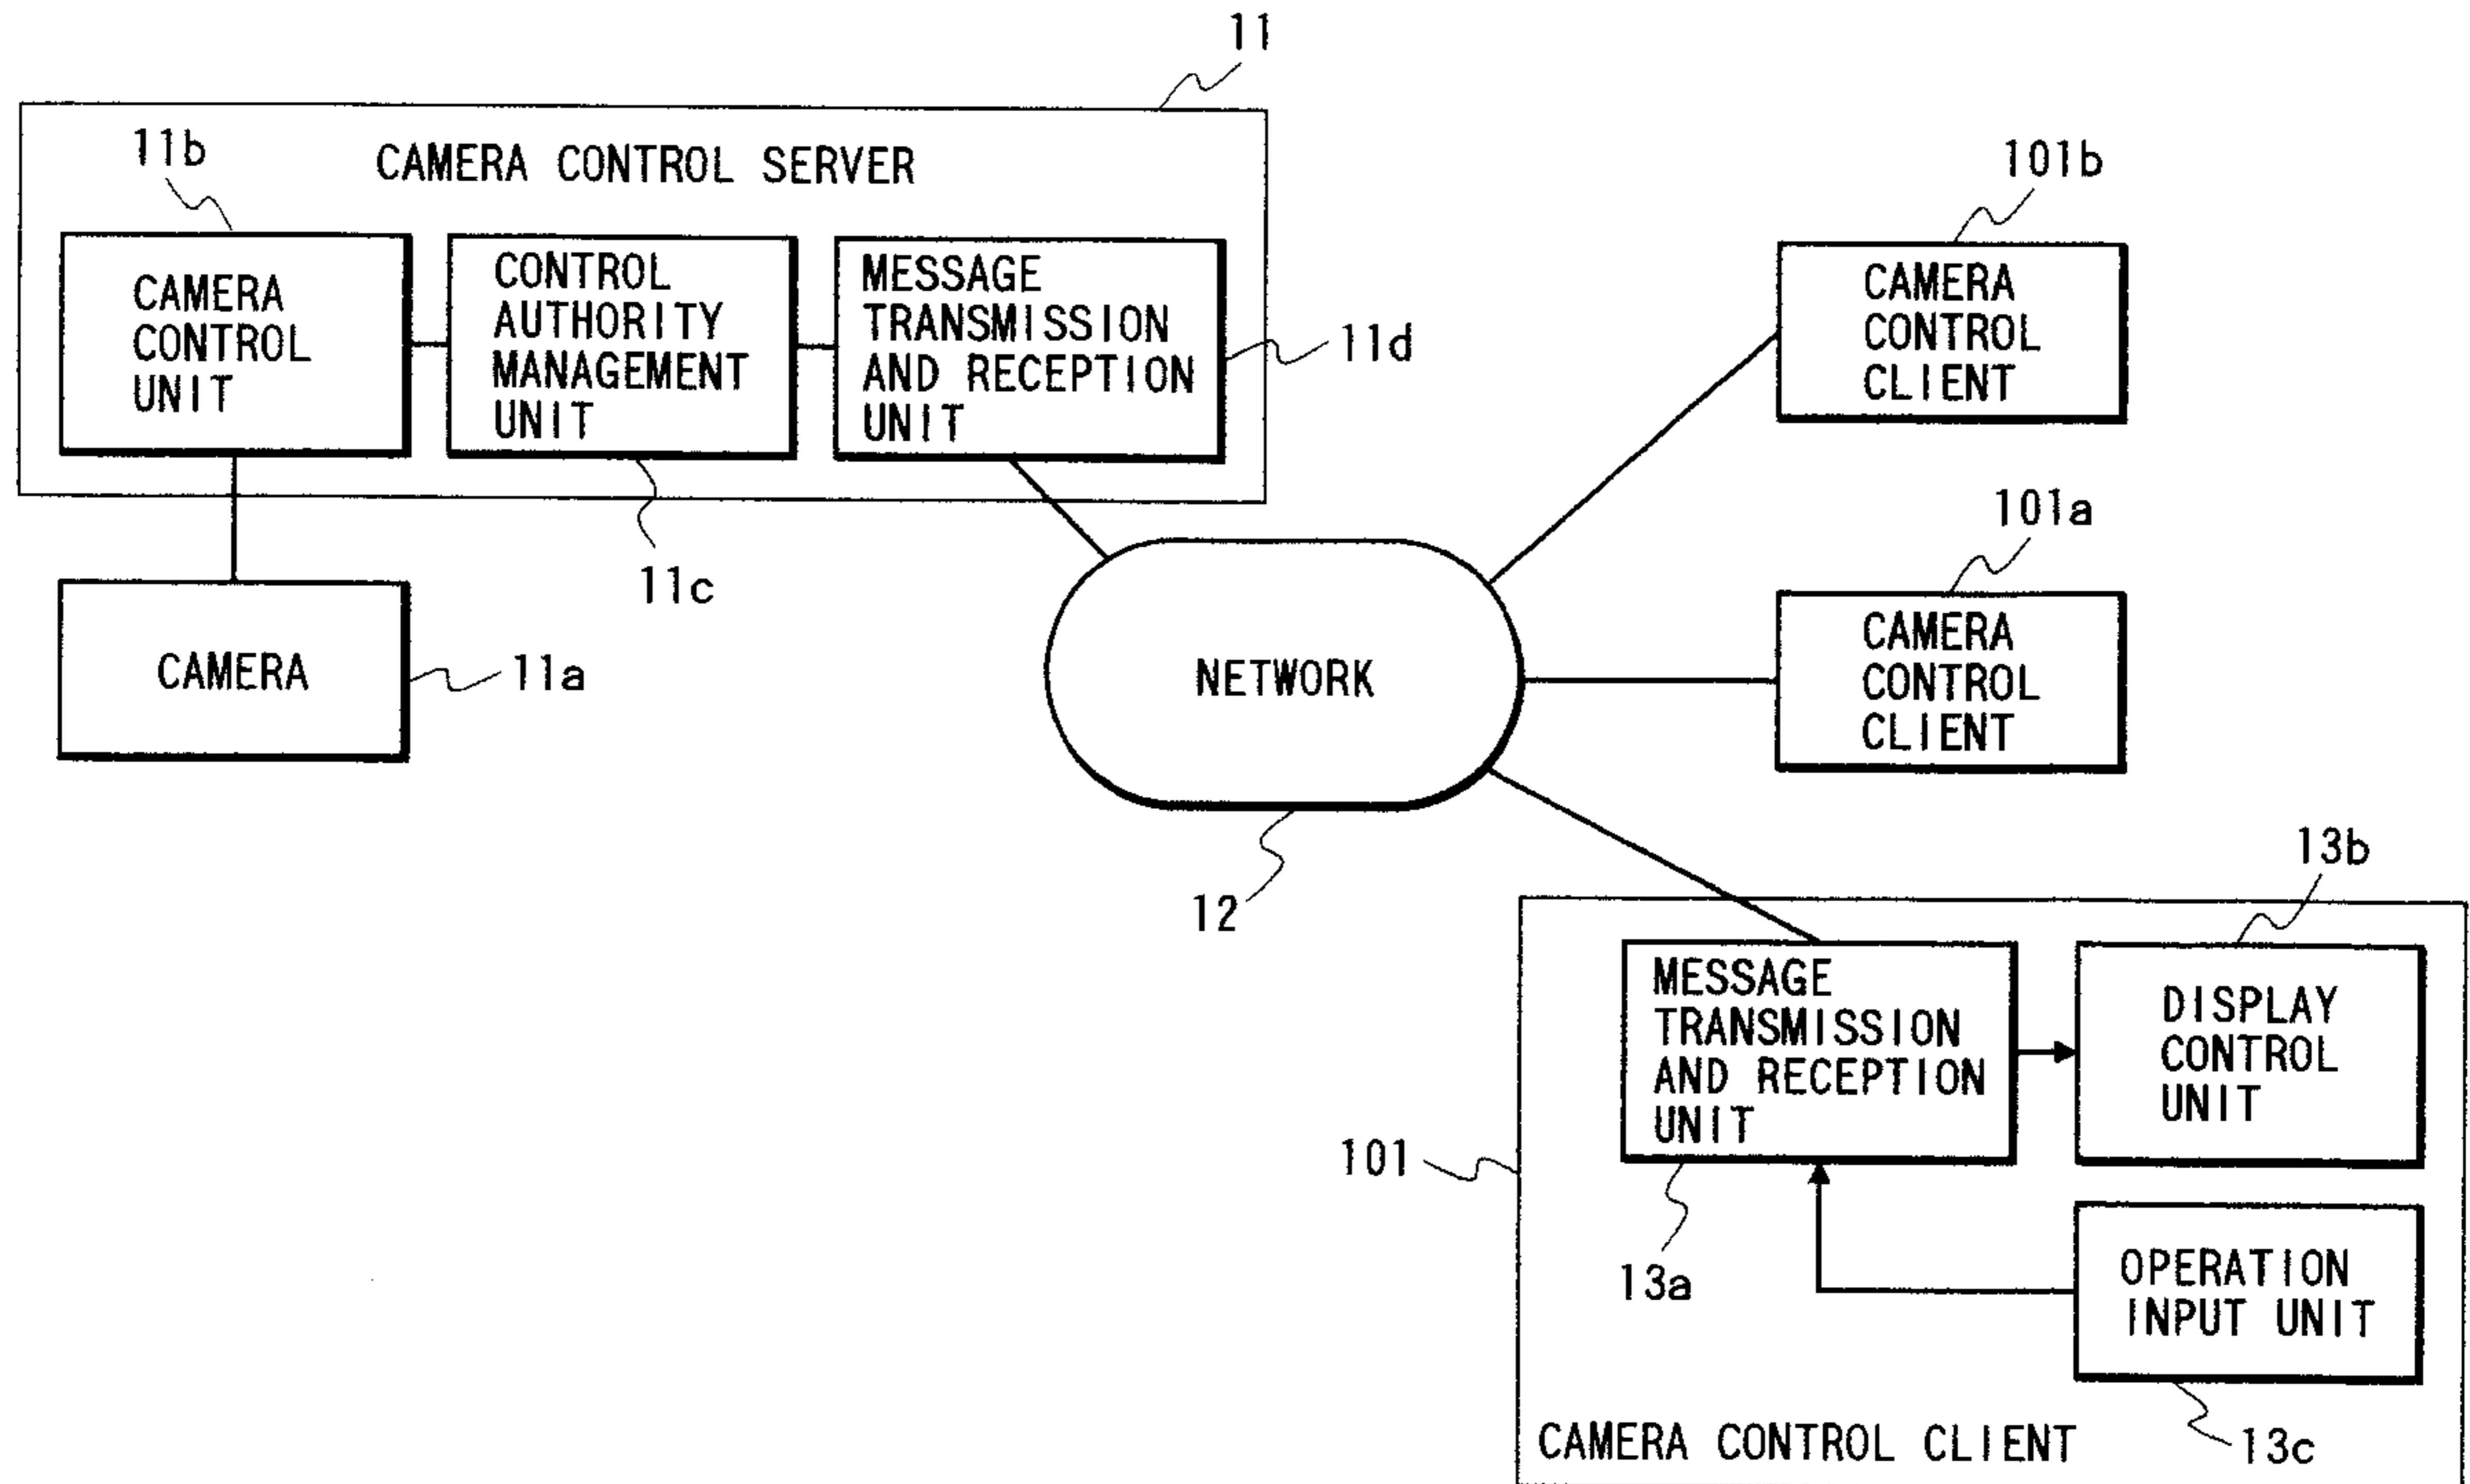 11
11b
CAMERA CONTROL SERVER
CAMERA
CONTROL
UNIT
CONTROL
AUTHORITY
MANAGEMENT
UNIT
MESSAGE
TRANSMISSION
AND RECEPTION
UNIT
11d
11c
CAMERA
11a
101b
CAMERA
CONTROL
CLIENT
101a
CAMERA
CONTROL
CLIENT
NETWORK
12
13b
MESSAGE
TRANSMISSION
AND RECEPTION
UNIT
DISPLAY
CONTROL
UNIT
101
13a
OPERATION
INPUT UNIT
CAMERA CONTROL CLIENT
13c